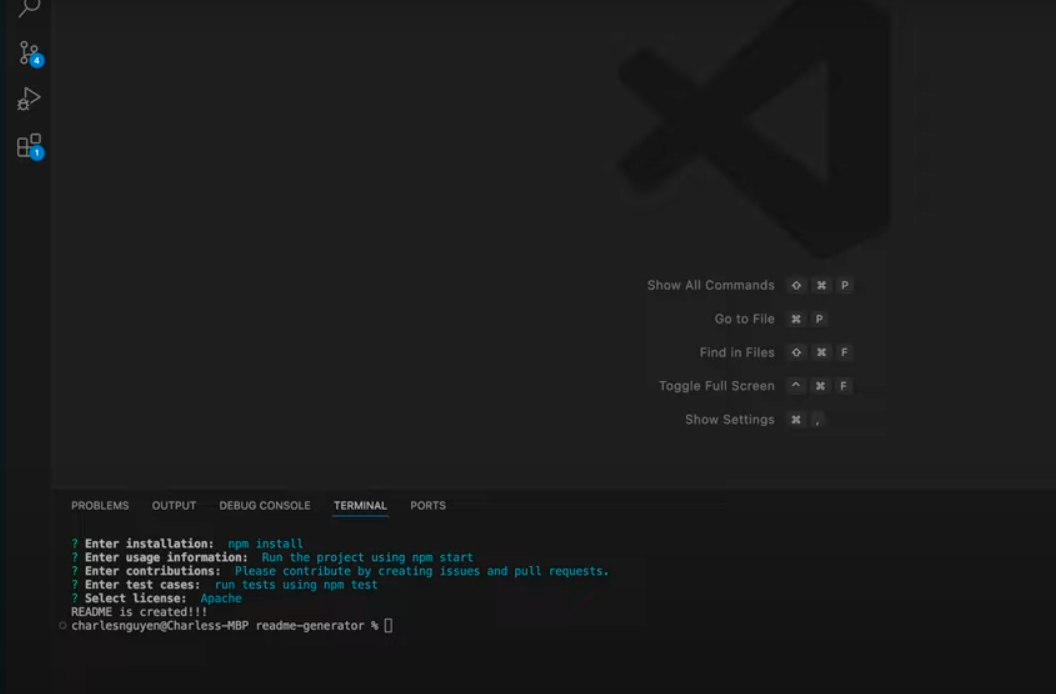 4
1
Show All Commands ⇧ ⌘ P
Go to File ⌘ P
Find in Files ⇧ ⌘ F
Toggle Full Screen ^ ⌘ F
Show Settings ⌘ ,
PROBLEMS OUTPUT DEBUG CONSOLE TERMINAL PORTS
? Enter installation: npm install
? Enter usage information: Run the project using npm start
? Enter contributions: Please contribute by creating issues and pull requests.
? Enter test cases: run tests using npm test
? Select license: Apache
README is created!!!
charlesnguyen@Charless-MBP readme-generator %